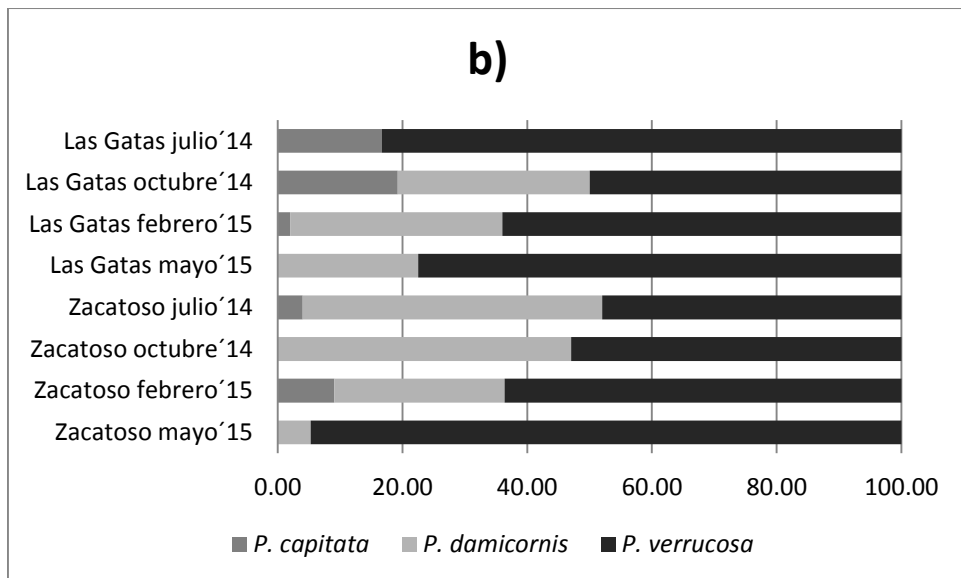 b)
Las Gatas julio´14
Las Gatas octubre´14
Las Gatas febrero´15
Las Gatas mayo´15
Zacatoso julio´14
Zacatoso octubre´14
Zacatoso febrero´15
Zacatoso mayo´15
0.00 20.00 40.00 60.00 80.00 100.00
P. capitata P. damicornis P. verrucosa